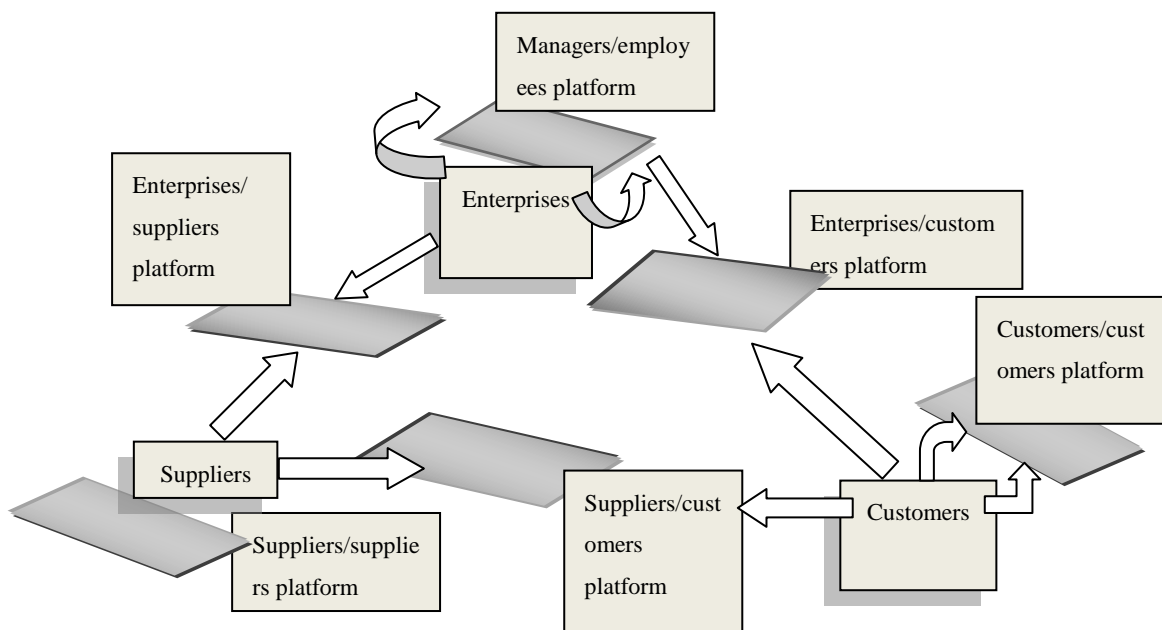 Managers/employ
ees platform
Enterprises/
suppliers
platform
Enterprises
Enterprises/custom
ers platform
Customers/cust
omers platform
Suppliers
Suppliers/cust
omers
platform
Customers
Suppliers/supplie
rs platform